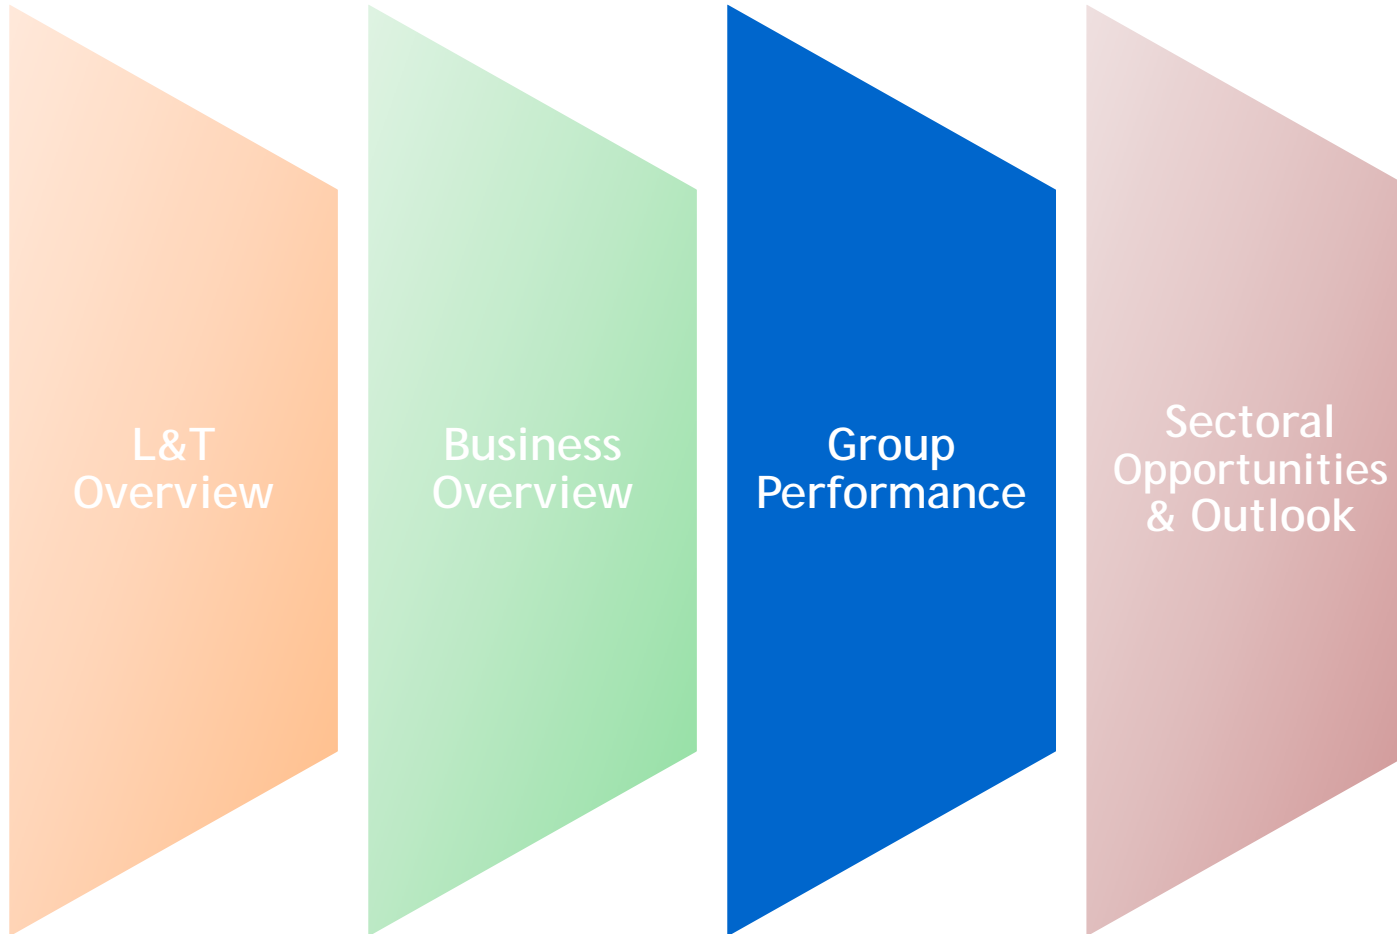 L&T
Overview
Business
Overview
Group
Performance
Sectoral
Opportunities
& Outlook